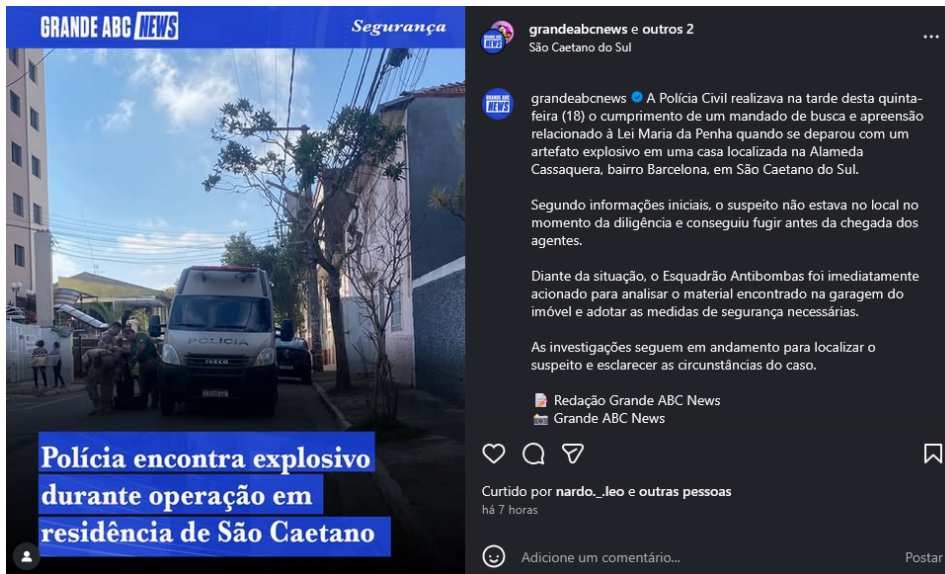 GRANDE ABC NEWS
Segurança
POLÍCIA
IVECO
Polícia encontra explosivo
durante operação em
residência de São Caetano
grandeabcnews e outros 2
São Caetano do Sul
grandeabcnews A Polícia Civil realizava na tarde desta quinta-
feira (18) o cumprimento de um mandado de busca e apreensão
relacionado à Lei Maria da Penha quando se deparou com um
artefato explosivo em uma casa localizada na Alameda
Cassaquera, bairro Barcelona, em São Caetano do Sul.
Segundo informações iniciais, o suspeito não estava no local no
momento da diligência e conseguiu fugir antes da chegada dos
agentes.
Diante da situação, o Esquadrão Antibombas foi imediatamente
acionado para analisar o material encontrado na garagem do
imóvel e adotar as medidas de segurança necessárias.
As investigações seguem em andamento para localizar o
suspeito e esclarecer as circunstâncias do caso.
Redação Grande ABC News
Grande ABC News
Curtido por nardo._.leo e outras pessoas
há 7 horas
Adicione um comentário...
Postar